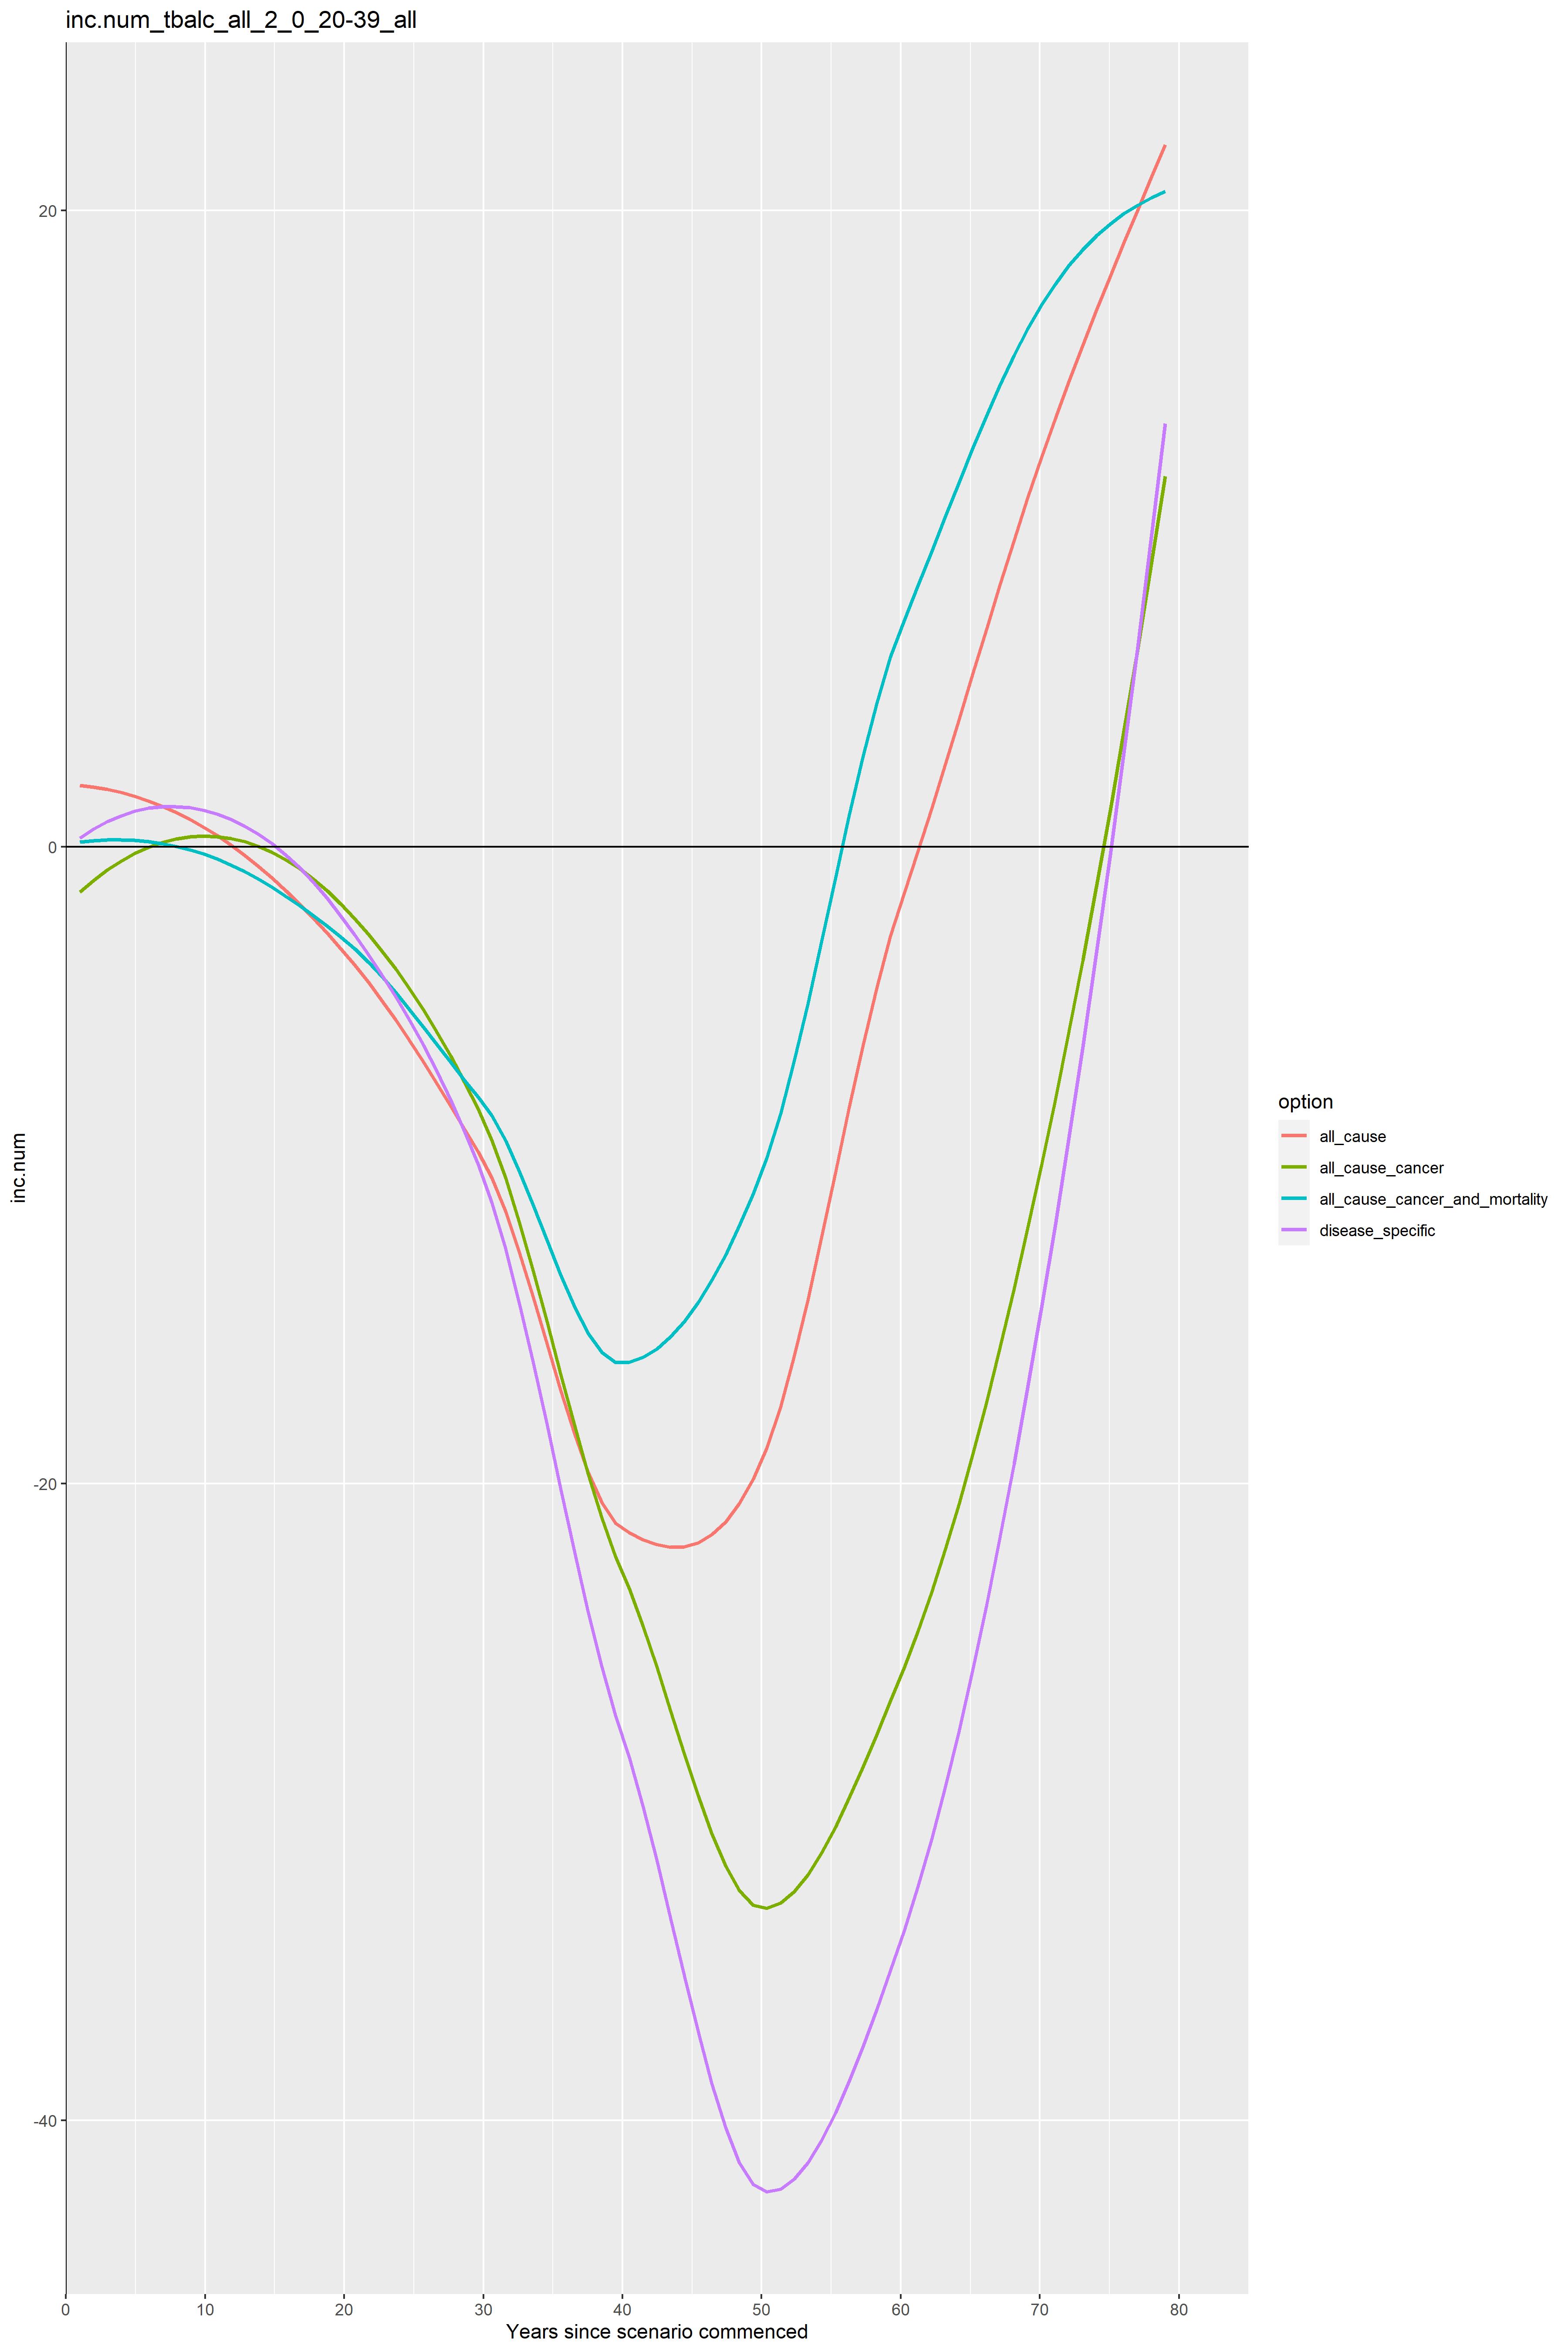 inc.num_tbalc_all_2_0_20-39_all
20
0
-20
-40
inc.num
0 10 20 30 40 50 60 70 80
Years since scenario commenced
option
all_cause
all_cause_cancer
all_cause_cancer_and_mortality
disease_specific